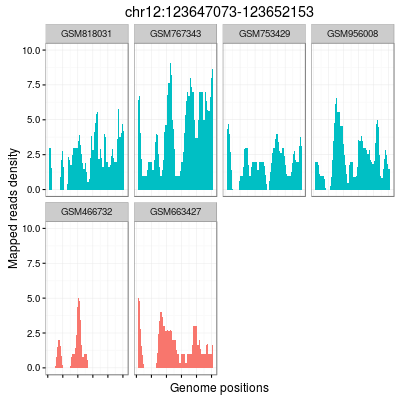 chr12:123647073-123652153
GSM818031 GSM767343 GSM753429 GSM956008
10.0
7.5
5.0
2.5
0.0
GSM466732 GSM663427
10.0
7.5
5.0
2.5
0.0
Mapped reads density
Genome positions